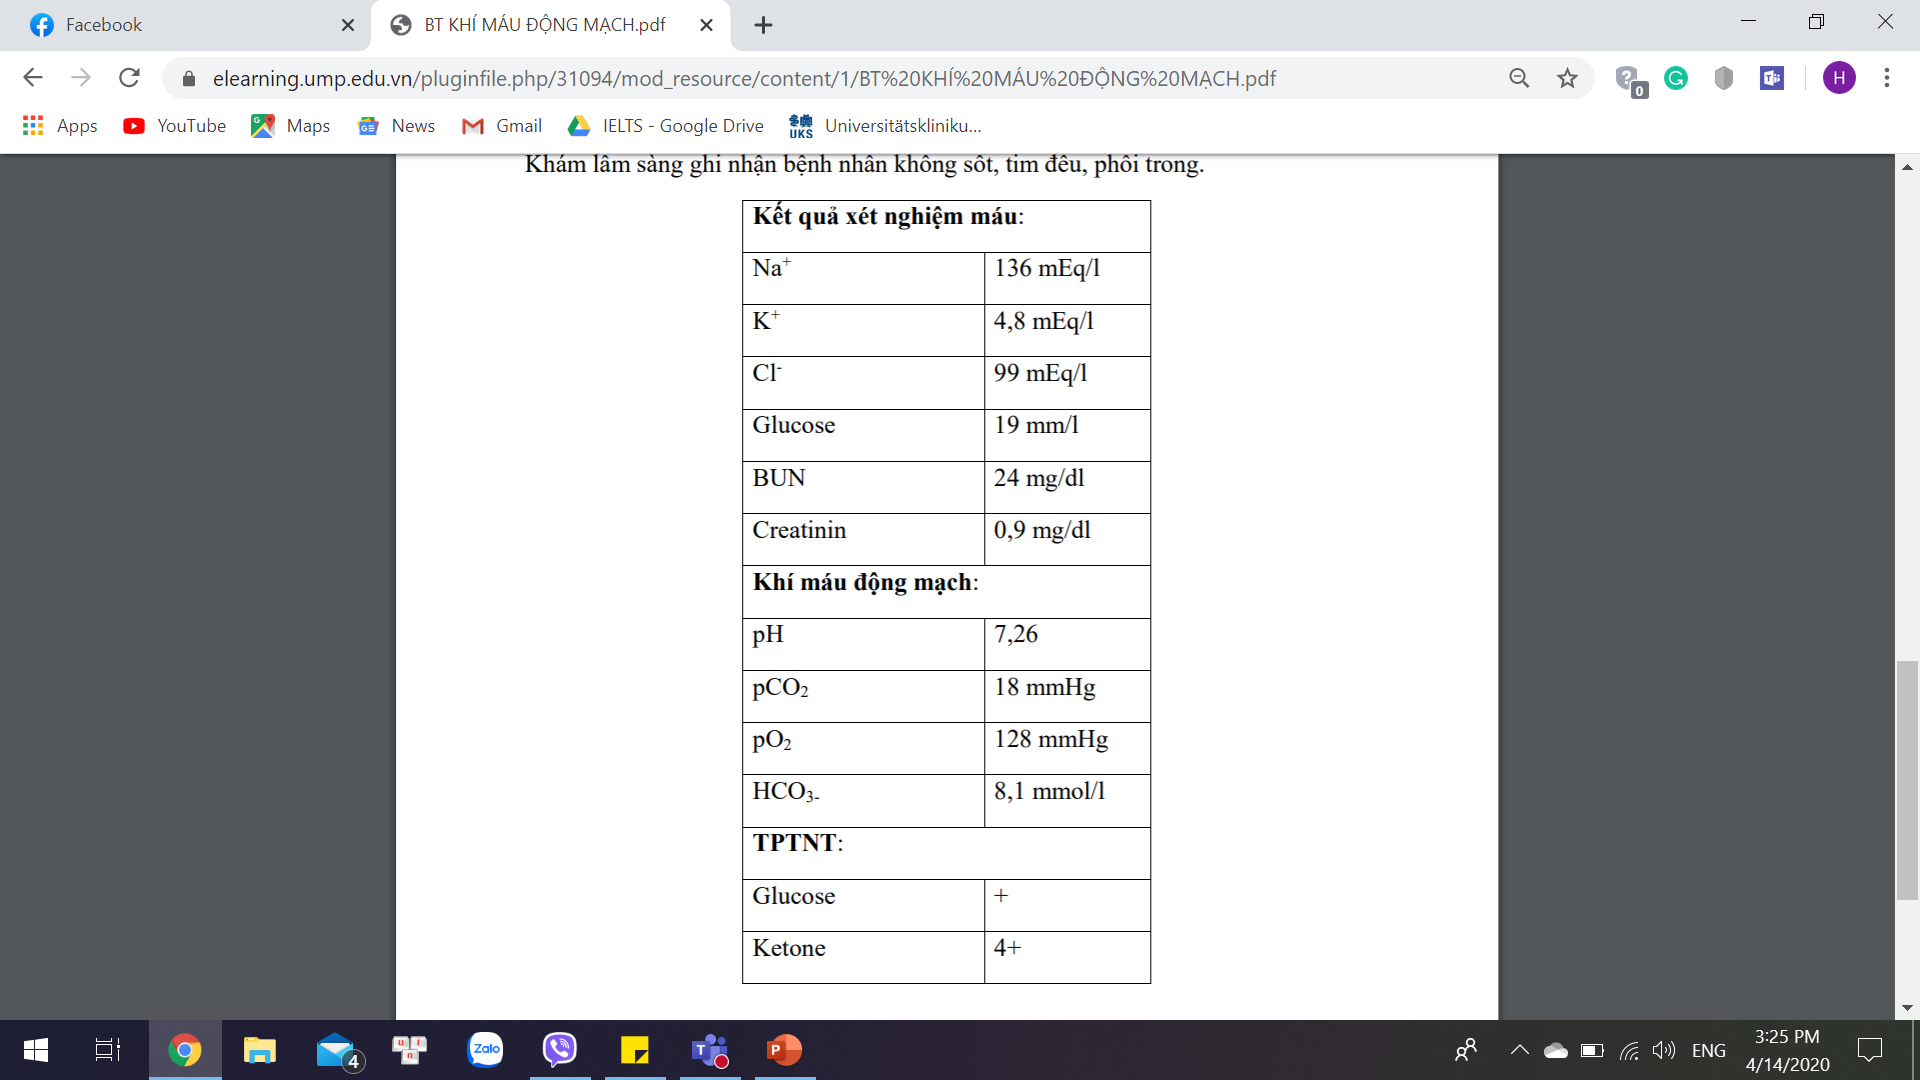 Facebook
BT KHÍ MÁU ĐỘNG MẠCH.pdf
elearning.ump.edu.vn/pluginfile.php/31094/mod_resource/content/1/BT%20KHÍ%20MÁU%20ĐỘNG%20MẠCH.pdf
0
H
Apps YouTube Maps News Gmail IELTS - Google Drive UKS Universitätskliniku...
Khám lâm sàng ghi nhận bệnh nhân không sốt, tim đều, phổi trong.
Kết quả xét nghiệm máu:
Na⁺ 136 mEq/l
K⁺ 4,8 mEq/l
Cl⁻ 99 mEq/l
Glucose 19 mm/l
BUN 24 mg/dl
Creatinin 0,9 mg/dl
Khí máu động mạch:
pH 7,26
pCO₂ 18 mmHg
pO₂ 128 mmHg
HCO₃₋ 8,1 mmol/l
TPTNT:
Glucose +
Ketone 4+
4
Zalo
ENG
3:25 PM
4/14/2020